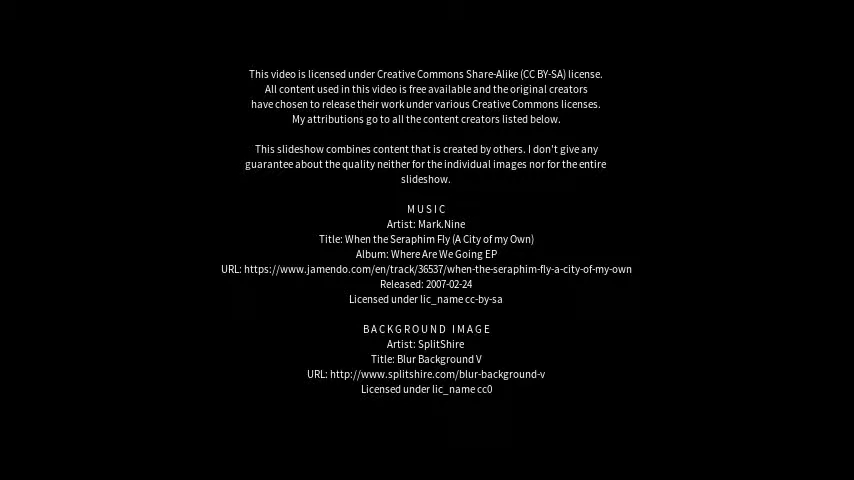 This video is licensed under Creative Commons Share-Alike (CC BY-SA) license.
All content used in this video is free available and the original creators
have chosen to release their work under various Creative Commons licenses.
My attributions go to all the content creators listed below.
This slideshow combines content that is created by others. I don't give any
guarantee about the quality neither for the individual images nor for the entire
slideshow.
MUSIC
Artist: Mark.Nine
Title: When the Seraphim Fly (A City of my Own)
Album: Where Are We Going EP
URL: https://www.jamendo.com/en/track/36537/when-the-seraphim-fly-a-city-of-my-own
Released: 2007-02-24
Licensed under lic_name cc-by-sa
BACKGROUND IMAGE
Artist: SplitShire
Title: Blur Background V
URL: http://www.splitshire.com/blur-background-v
Licensed under lic_name cc0